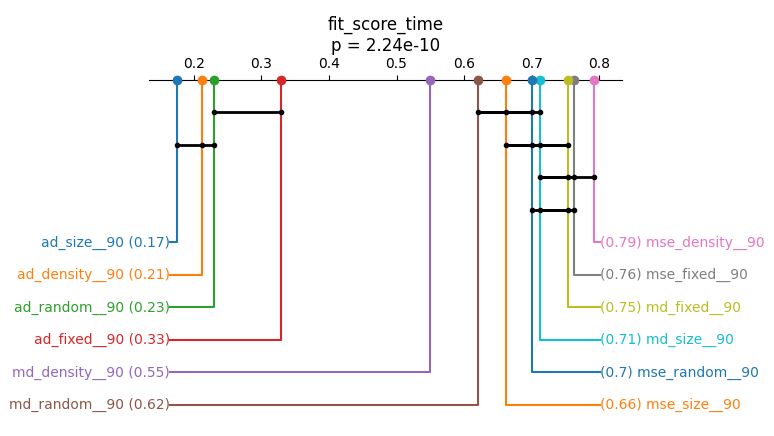 fit_score_time
p = 2.24e-10
0.2 0.3 0.4 0.5 0.6 0.7 0.8
ad_size__90 (0.17) (0.79) mse_density__90
ad_density__90 (0.21) (0.76) mse_fixed__90
ad_random__90 (0.23) (0.75) md_fixed__90
ad_fixed__90 (0.33) (0.71) md_size__90
md_density__90 (0.55) (0.7) mse_random__90
md_random__90 (0.62) (0.66) mse_size__90